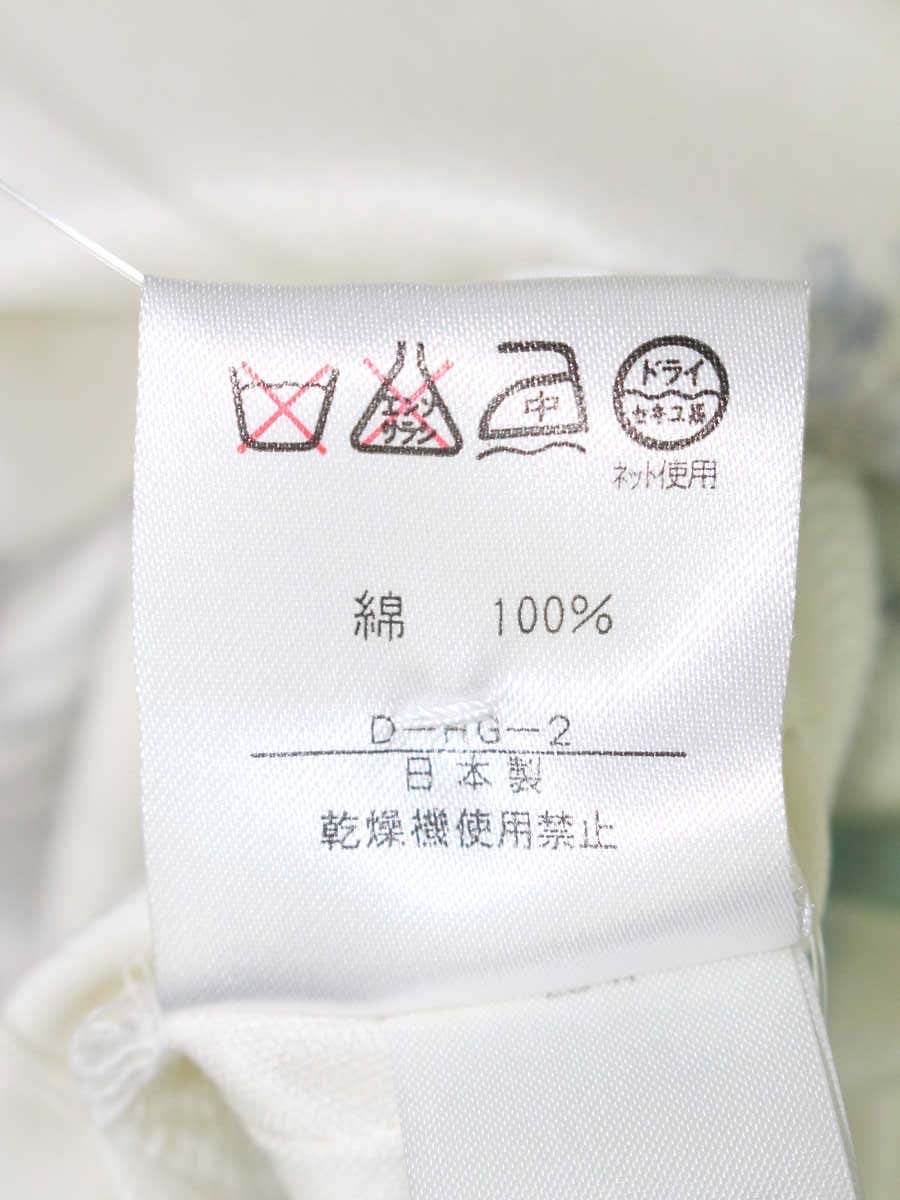 エンソ サラシ 中 ドライ セキユ系
ネット使用
綿 100%
D-HG-2
日本製
乾燥機使用禁止